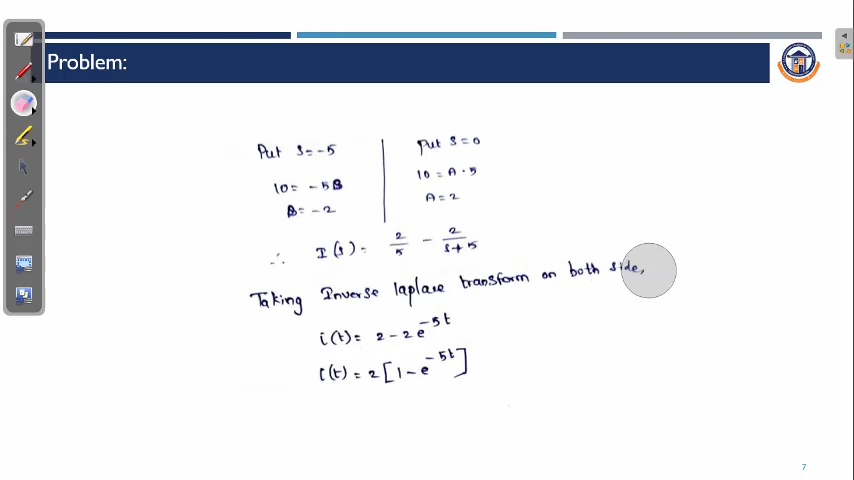 Problem:
Put S=-5
10= -5B
B= -2
Put S=0
10 = A·5
A=2
∴ I(s) = 2/5 - 2/s+5
Taking Inverse laplace transform on both side,
i(t)= 2-2e^-5t
i(t)= 2[1-e^-5t]
7